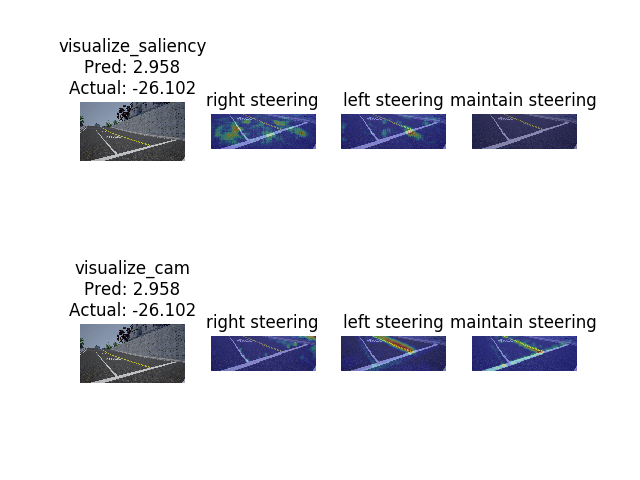 visualize_saliency
Pred: 2.958
Actual: -26.102
right steering
left steering
maintain steering
visualize_cam
Pred: 2.958
Actual: -26.102
right steering
left steering
maintain steering